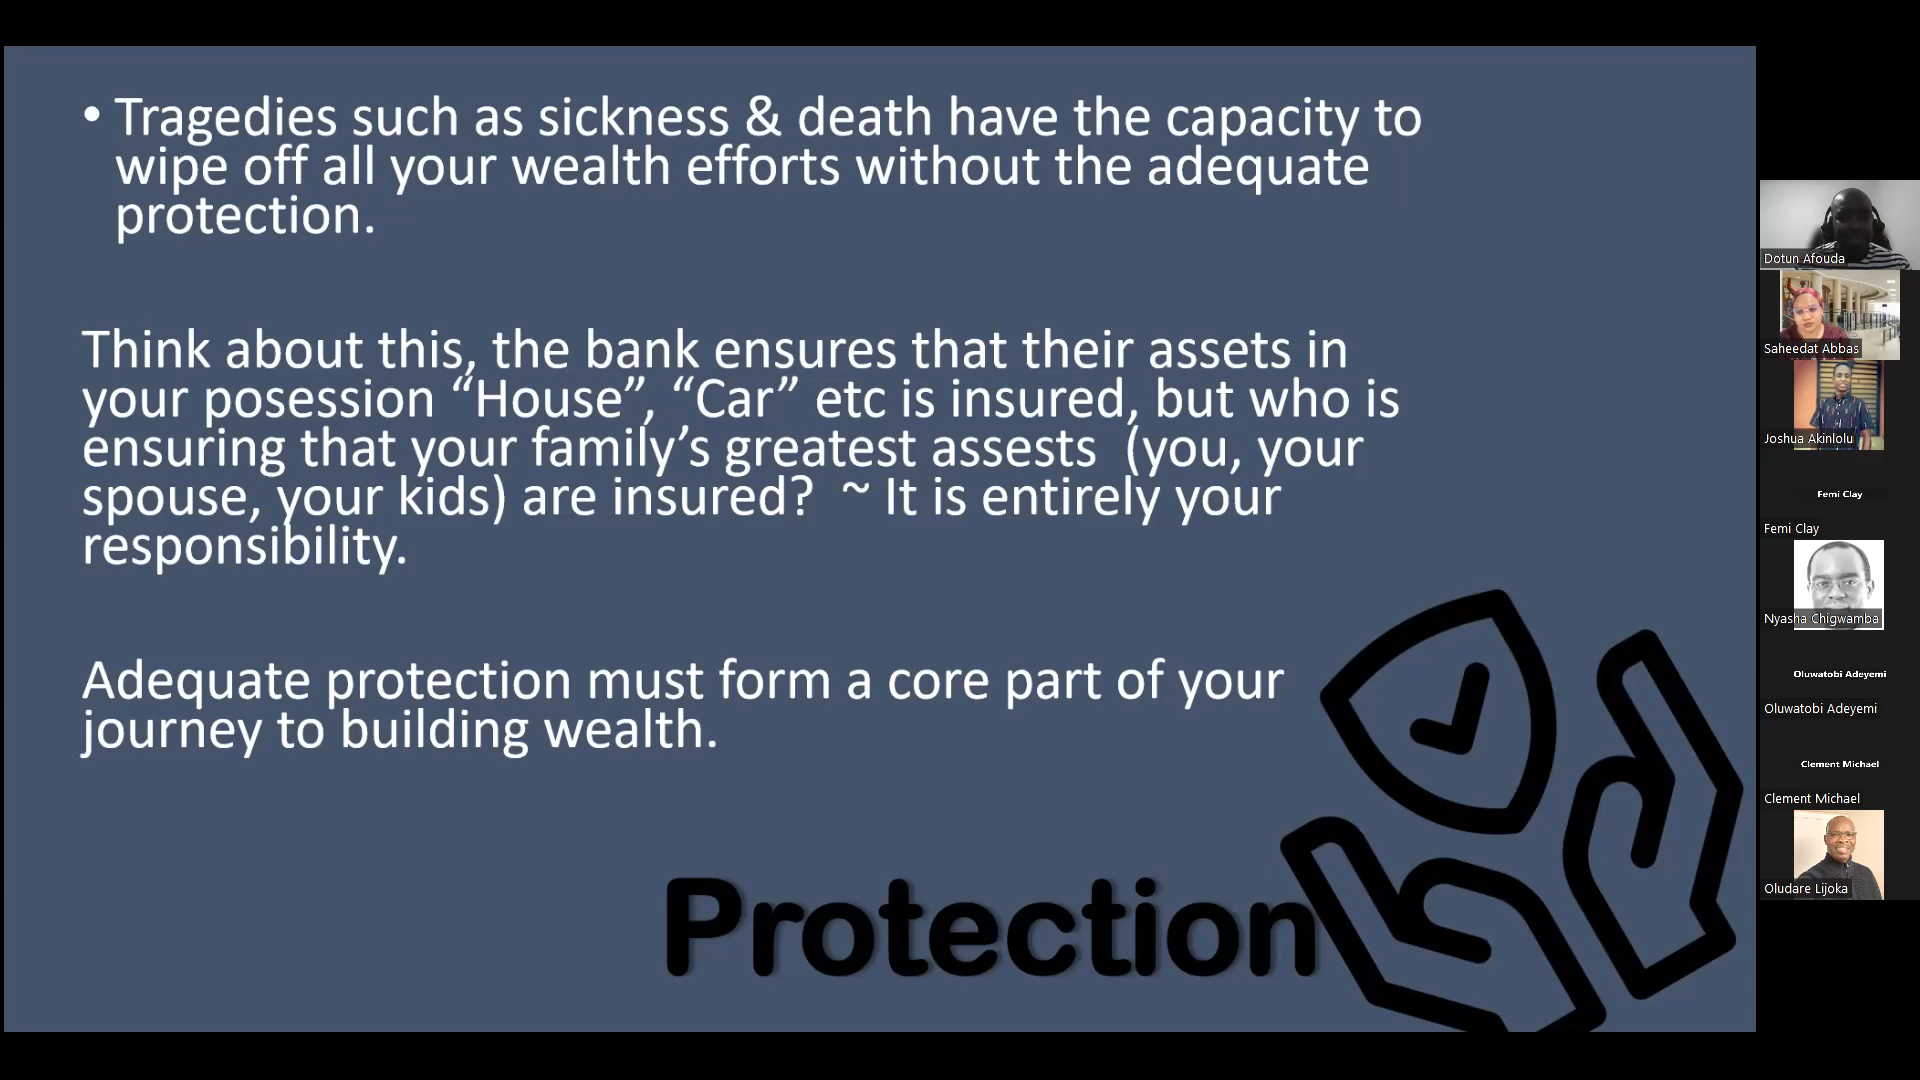 • Tragedies such as sickness & death have the capacity to
wipe off all your wealth efforts without the adequate
protection.
Think about this, the bank ensures that their assets in
your posession “House”, “Car” etc is insured, but who is
ensuring that your family’s greatest assests  (you, your
spouse, your kids) are insured?  ~ It is entirely your
responsibility.
Adequate protection must form a core part of your
journey to building wealth.
Protection
Dotun Afouda
Saheedat Abbas
Joshua Akinlolu
Femi Clay
Femi Clay
Nyasha Chigwamba
Oluwatobi Adeyemi
Oluwatobi Adeyemi
Clement Michael
Clement Michael
Oludare Lijoka